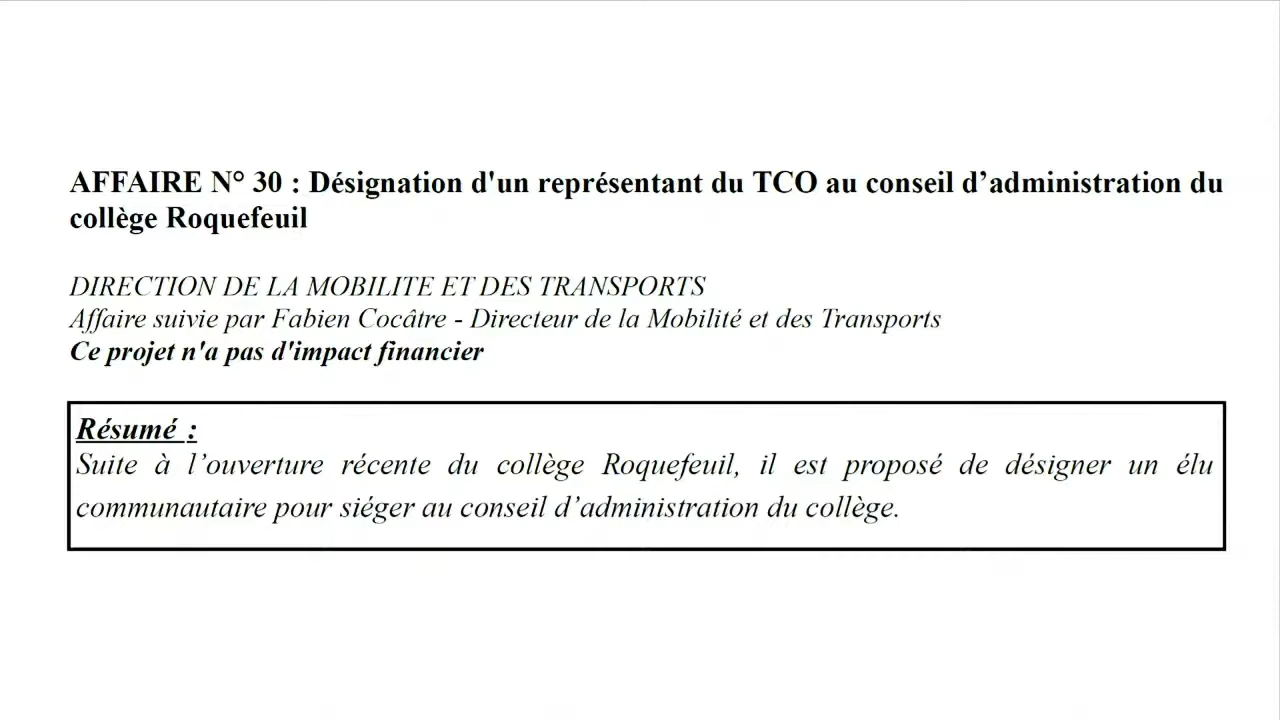 AFFAIRE N° 30 : Désignation d'un représentant du TCO au conseil d’administration du
collège Roquefeuil
DIRECTION DE LA MOBILITE ET DES TRANSPORTS
Affaire suivie par Fabien Cocâtre - Directeur de la Mobilité et des Transports
Ce projet n'a pas d'impact financier
Résumé :
Suite à l’ouverture récente du collège Roquefeuil, il est proposé de désigner un élu
communautaire pour siéger au conseil d’administration du collège.